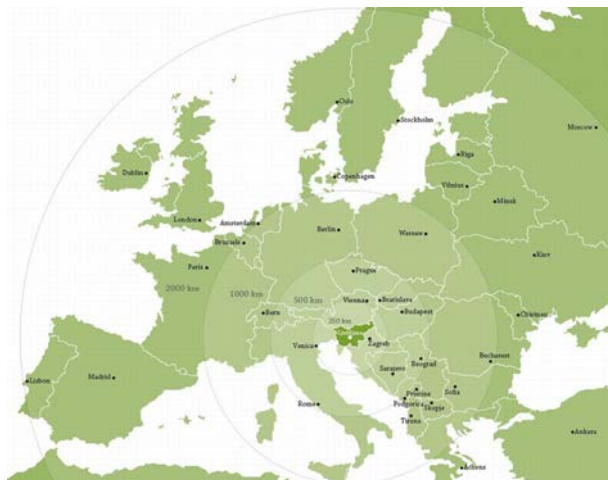 Oslo
Stockholm
Moscow
Riga
Dublin
Copenhagen
Vilnius
Minsk
London
Amsterdam
Berlin
Warsaw
Brussels
Kiev
Paris
Prague
2000 km
1000 km
500 km
Vienna
Bratislava
Bern
Budapest
Chisinau
250 km
Venice
Zagreb
Beograd
Bucharest
Sarajevo
Lisbon
Madrid
Pristine
Sofia
Rome
Podgorica
Skopje
Tirana
Ankara
Athens